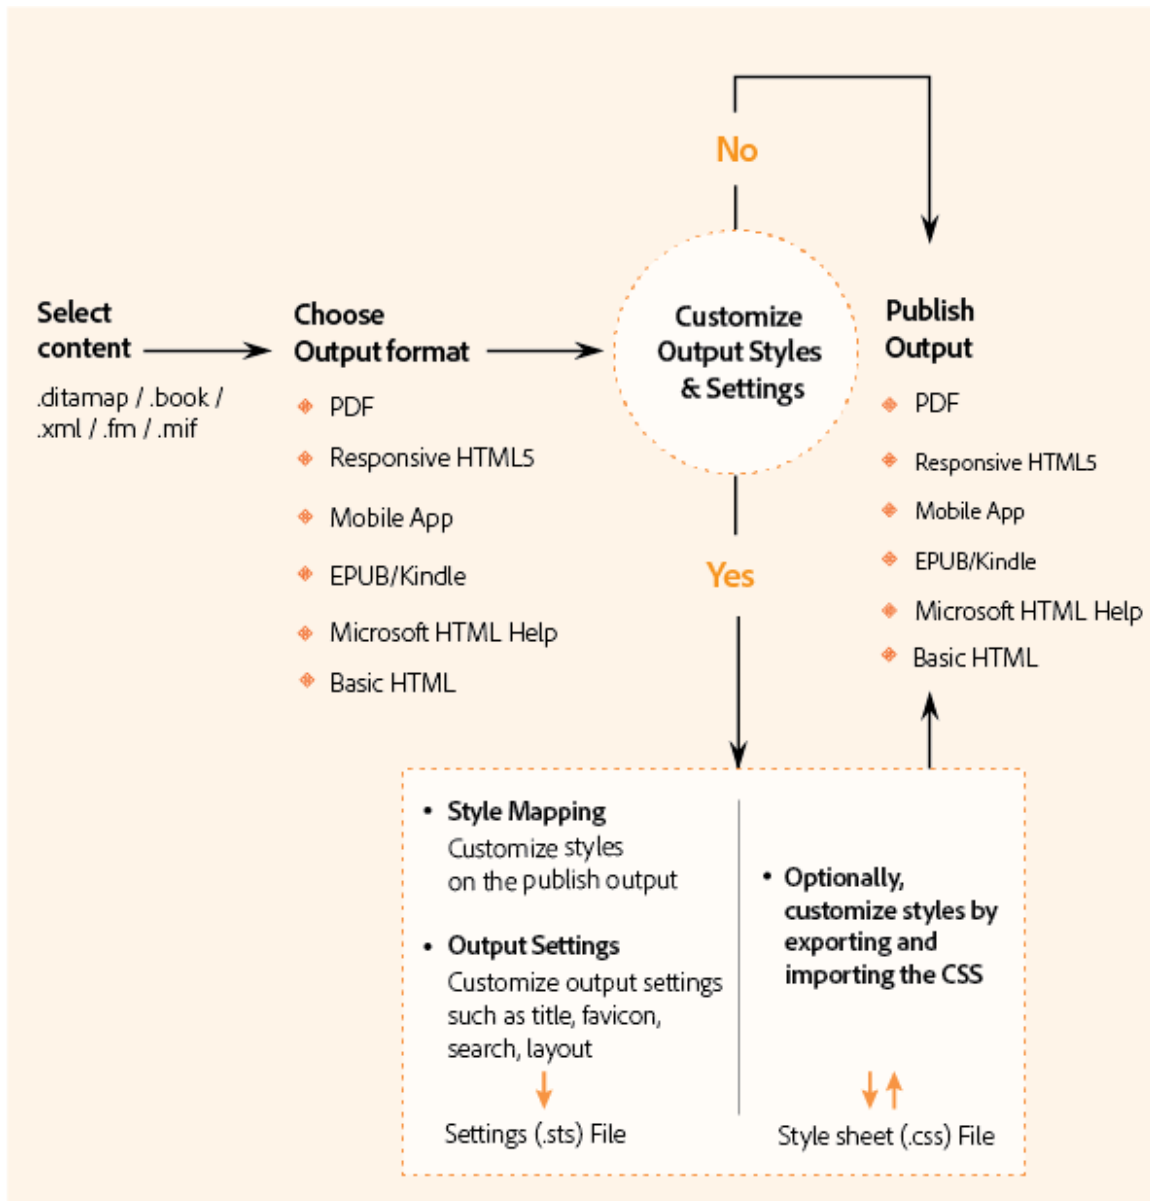 Select
content
.ditamap / .book /
.xml / .fm / .mif
Choose
Output format
PDF
Responsive HTML5
Mobile App
EPUB/Kindle
Microsoft HTML Help
Basic HTML
No
Customize
Output Styles
& Settings
Yes
Publish
Output
PDF
Responsive HTML5
Mobile App
EPUB/Kindle
Microsoft HTML Help
Basic HTML
• Style Mapping
Customize styles
on the publish output
• Output Settings
Customize output settings
such as title, favicon,
search, layout
Settings (.sts) File
• Optionally,
customize styles by
exporting and
importing the CSS
Style sheet (.css) File